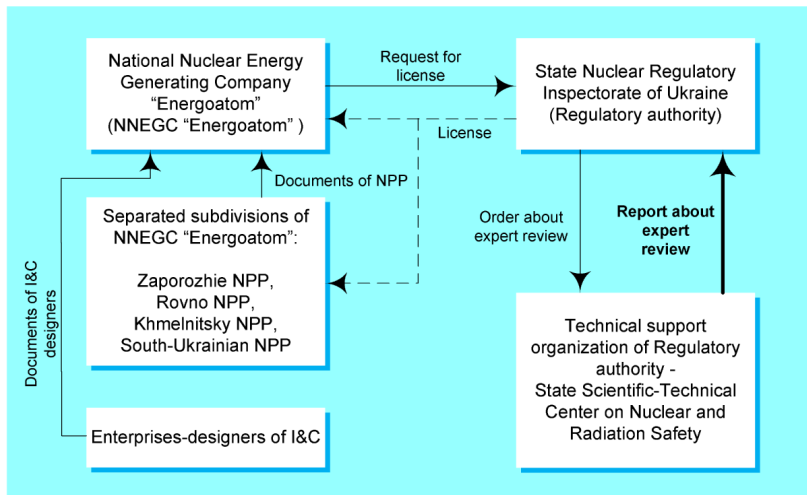 National Nuclear Energy
Generating Company
“Energoatom”
(NNEGC “Energoatom” )
Request for
license
State Nuclear Regulatory
Inspectorate of Ukraine
(Regulatory authority)
License
Documents of NPP
Separated subdivisions of
NNEGC “Energoatom”:
Zaporozhie NPP,
Rovno NPP,
Khmelnitsky NPP,
South-Ukrainian NPP
Order about
expert review
Report about
expert
review
Documents of I&C
designers
Technical support
organization of Regulatory
authority -
State Scientific-Technical
Center on Nuclear and
Radiation Safety
Enterprises-designers of I&C